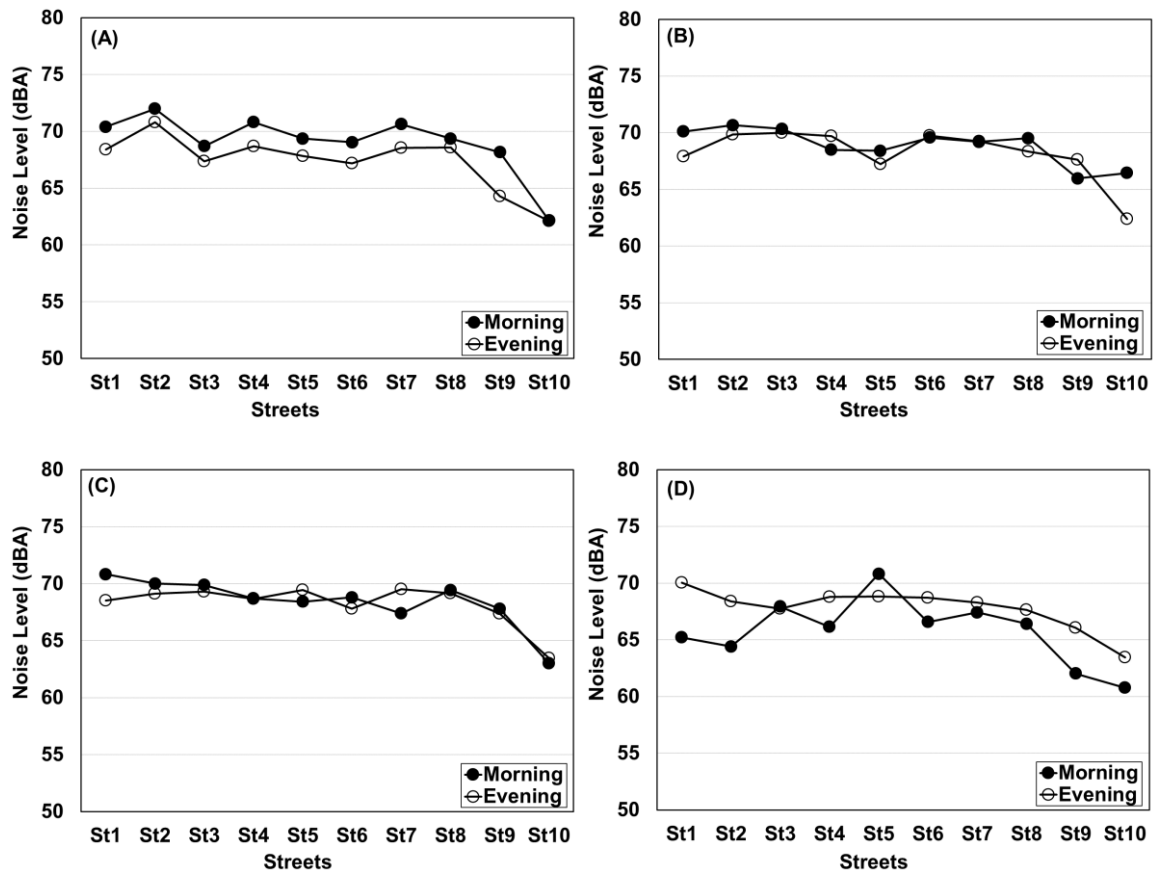 (A)
Noise Level (dBA)
80
75
70
65
60
55
50
Morning
Evening
St1 St2 St3 St4 St5 St6 St7 St8 St9 St10
Streets
(B)
Noise Level (dBA)
80
75
70
65
60
55
50
Morning
Evening
St1 St2 St3 St4 St5 St6 St7 St8 St9 St10
Streets
(C)
Noise Level (dBA)
80
75
70
65
60
55
50
Morning
Evening
St1 St2 St3 St4 St5 St6 St7 St8 St9 St10
Streets
(D)
Noise Level (dBA)
80
75
70
65
60
55
50
Morning
Evening
St1 St2 St3 St4 St5 St6 St7 St8 St9 St10
Streets